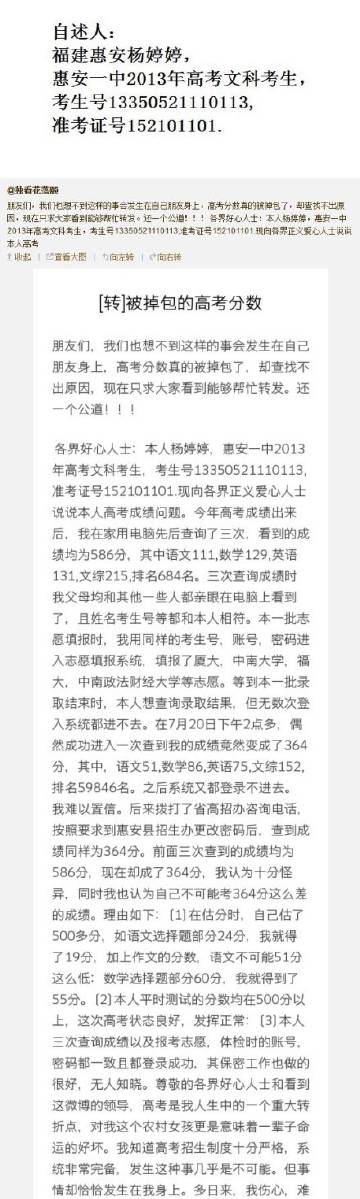 自述人：
福建惠安杨婷婷，
惠安一中2013年高考文科考生，
考生号13350521110113,
准考证号152101101.
朋友们，我们也想不到这样的事会发生在自己朋友身上，高考分数真的被掉包了，却查找不出原
因，现在只求大家看到能够帮忙转发。还一个公道！！！ 各界好心人士：本人杨婷婷，惠安一中
2013年高考文科考生，考生号13350521110113,准考证号152101101.现向各界正义爱心人士说说
本人高考
收起 查看大图 向左转 向右转
[转]被掉包的高考分数
朋友们，我们也想不到这样的事会发生在自己
朋友身上，高考分数真的被掉包了，却查找不
出原因，现在只求大家看到能够帮忙转发。还
一个公道！！！
各界好心人士：本人杨婷婷，惠安一中2013
年高考文科考生，考生号13350521110113,
准考证号152101101.现向各界正义爱心人士
说说本人高考成绩问题。今年高考成绩出来
后，我在家用电脑先后查询了三次，看到的成
绩均为586分，其中语文111,数学129,英语
131,文综215,排名684名。三次查询成绩时
我父母均和其他一些人都亲眼在电脑上看到
了，且姓名考生号等都和本人相符。本一批志
愿填报时，我用同样的考生号，账号，密码进
入志愿填报系统，填报了厦大，中南大学，福
大，中南政法财经大学等志愿。等到本一批录
取结束时，本人想查询录取结果，但无数次登
入系统都进不去。在7月20日下午2点多，偶
然成功进入一次查到我的成绩竟然变成了364
分，其中，语文51,数学86,英语75,文综152,
排名59846名。之后系统又都登录不进去。
我难以置信。后来拨打了省高招办咨询电话，
按照要求到惠安县招生办更改密码后，查到成
绩同样为364分。前面三次查到的成绩均为
586分，现在却成了364分，我认为十分怪
异，同时我也认为自己不可能考364分这么差
的成绩。理由如下：(1)在估分时，自己估了
500多分，如语文选择题部分24分，我就得
了19分，加上作文的分数，语文不可能51分
这么低；数学选择题部分60分，我就得到了
55分。(2)本人平时测试的分数均在500分以
上，这次高考状态良好，发挥正常；(3)本人
三次查询成绩以及报考志愿，体检时的账号，
密码都一致且都登录成功，其保密工作也做的
很好，无人知晓。尊敬的各界好心人士和看到
这微博的领导，高考是我人生中的一个重大转
折点，对我这个农村女孩更是意味着一辈子命
运的好坏。我知道高考招生制度十分严格，系
统非常完备，发生这种事几乎是不可能。但事
情却恰恰发生在我身上。多日来，我伤心，难